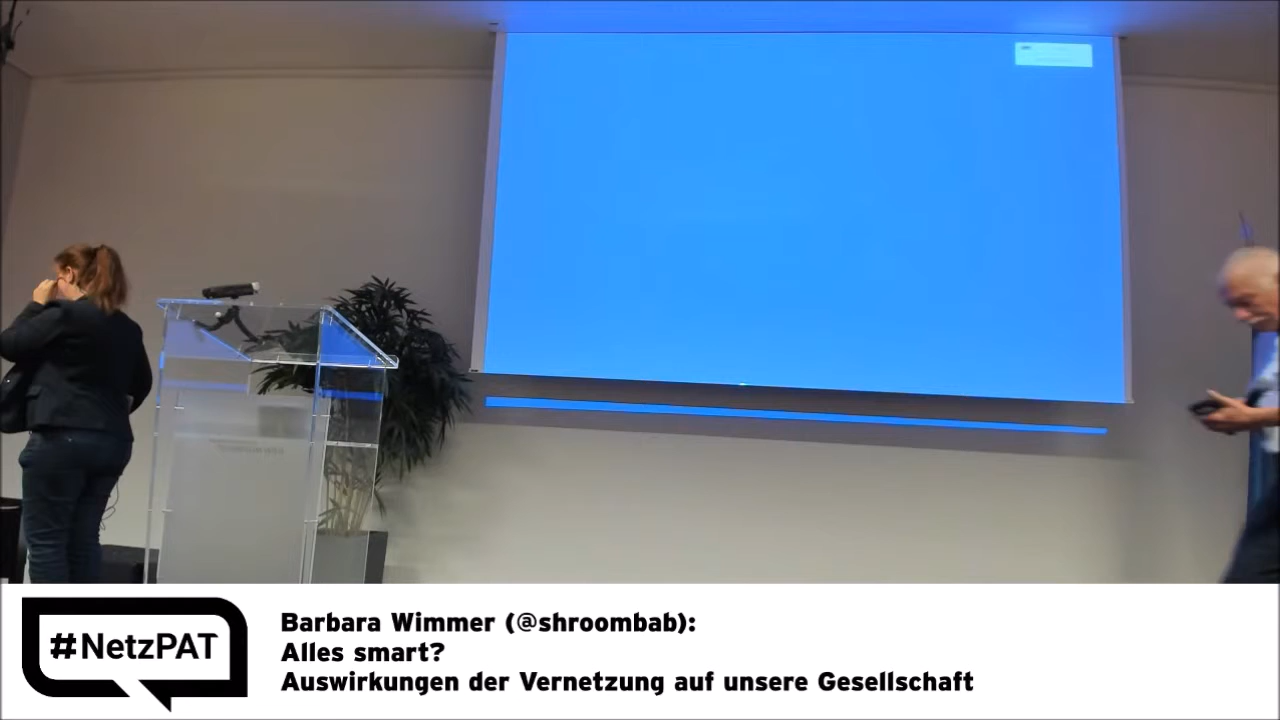 #NetzPAT
Barbara Wimmer (@shroombab):
Alles smart?
Auswirkungen der Vernetzung auf unsere Gesellschaft